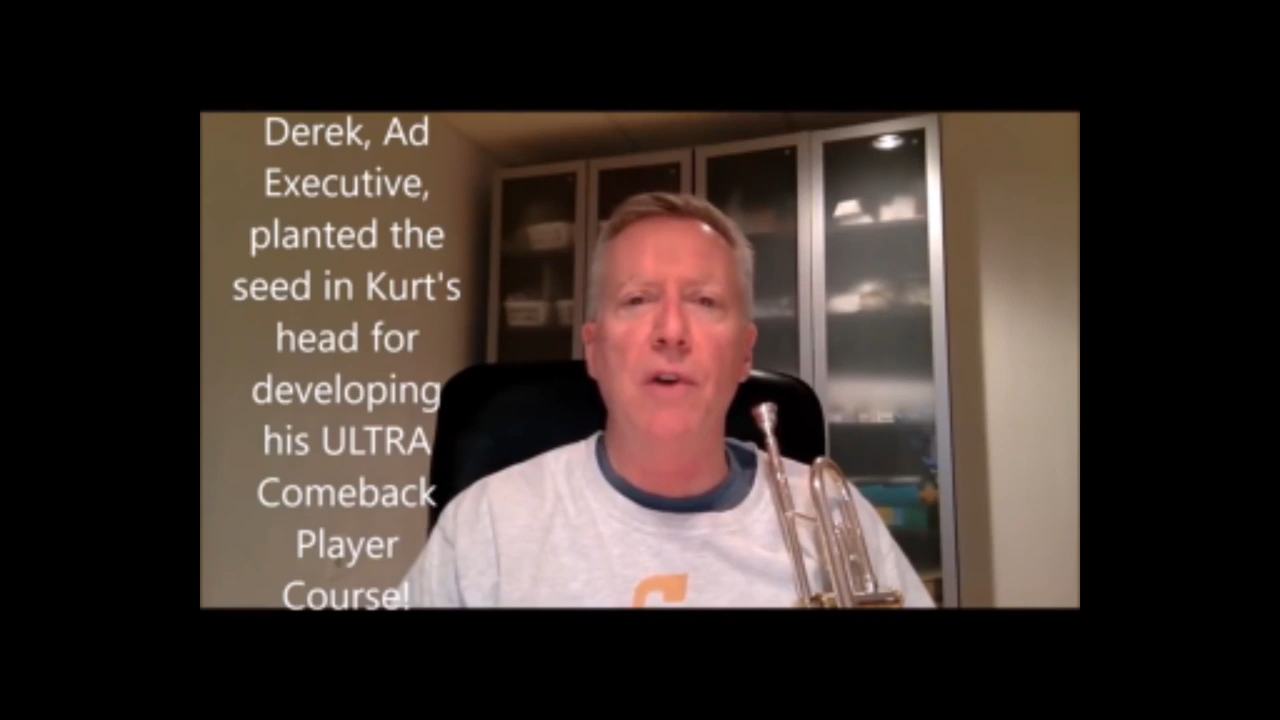 Derek, Ad
Executive,
planted the
seed in Kurt's
head for
developing
his ULTRA
Comeback
Player
Course!